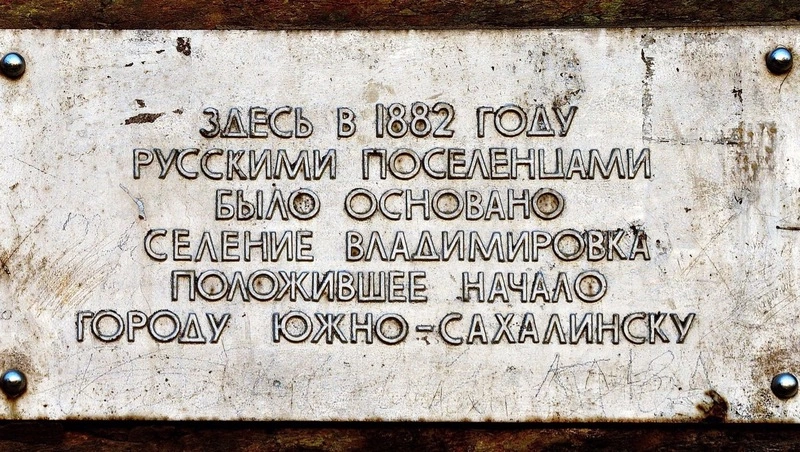 ЗДЕСЬ В 1882 ГОДУ
РУССКИМИ ПОСЕЛЕНЦАМИ
БЫЛО ОСНОВАНО
СЕЛЕНИЕ ВЛАДИМИРОВКА
ПОЛОЖИВШЕЕ НАЧАЛО
ГОРОДУ ЮЖНО-САХАЛИНСКУ